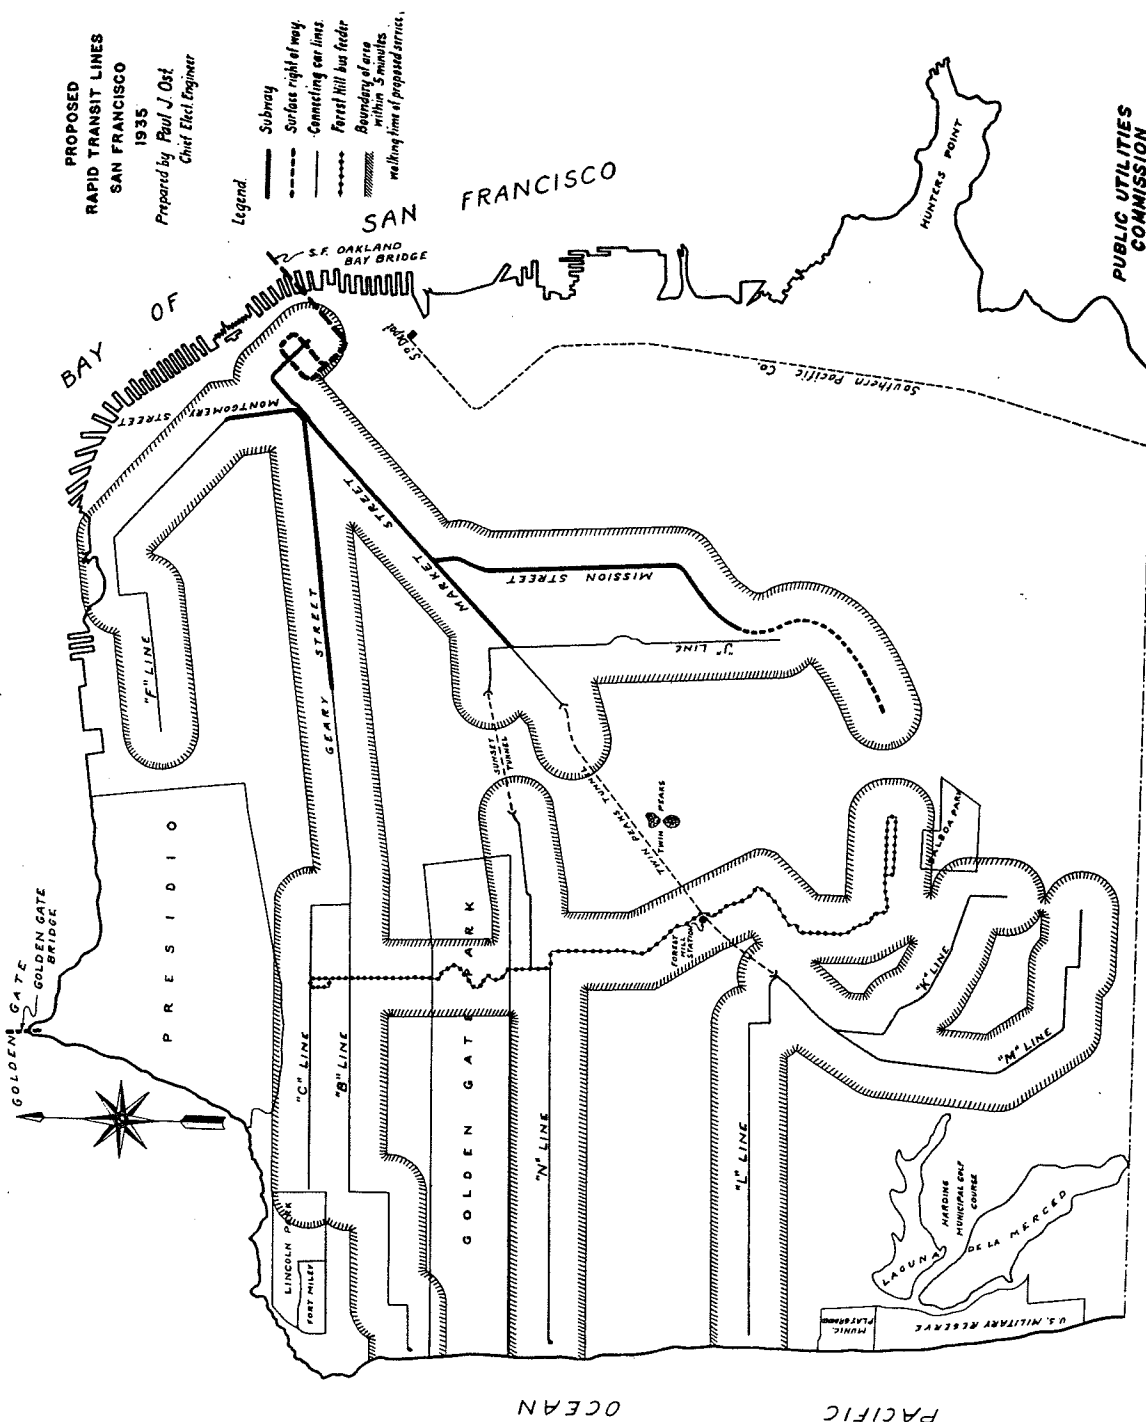 PROPOSED
RAPID TRANSIT LINES
SAN FRANCISCO
1935
Prepared by Paul J. Ost
Chief Elect. Engineer
Legend
Subway
Surface right of way.
Connecting car lines.
Forest Hill bus feeder
Boundary of area
within 5 minutes
walking time of proposed service.
BAY OF SAN FRANCISCO
S.F. OAKLAND
BAY BRIDGE
HUNTERS POINT
PUBLIC UTILITIES
COMMISSION
S.P. Depot
Southern Pacific Co.
MONTGOMERY
STREET
MARKET STREET
MISSION STREET
GEARY STREET
"F" LINE
"J" LINE
SUNSET
TUNNEL
TWIN PEAKS TUNNEL
TWIN PEAKS
FOREST
HILL
STATION
BALBOA PARK
PRESIDIO
GOLDEN GATE
GOLDEN GATE
BRIDGE
"C" LINE
"B" LINE
GOLDEN GATE PARK
"N" LINE
"L" LINE
"K" LINE
"M" LINE
LINCOLN PARK
FORT MILEY
HARDING
MUNICIPAL GOLF
COURSE
LAGUNA DE LA MERCED
MUNIC.
PLAYGROUND
U.S. MILITARY RESERVE
PACIFIC OCEAN